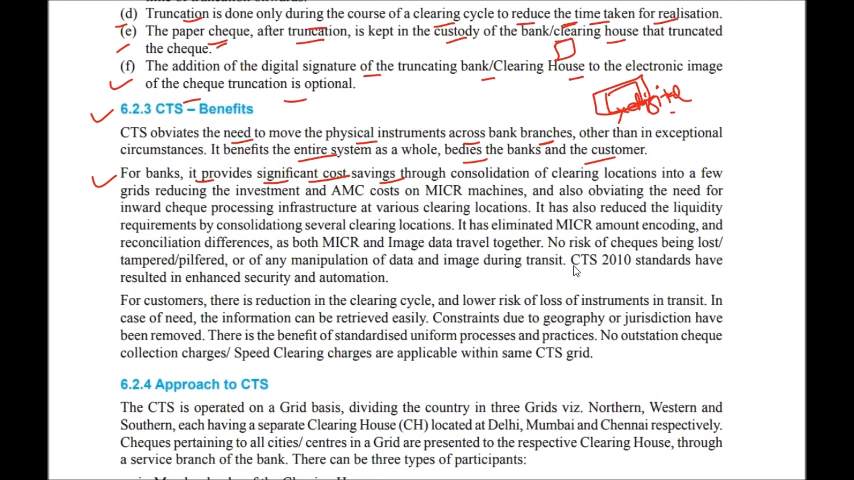 time of truncation onwards.
(d) Truncation is done only during the course of a clearing cycle to reduce the time taken for realisation.
(e) The paper cheque, after truncation, is kept in the custody of the bank/clearing house that truncated
the cheque.
(f) The addition of the digital signature of the truncating bank/Clearing House to the electronic image
of the cheque truncation is optional.
6.2.3 CTS – Benefits
CTS obviates the need to move the physical instruments across bank branches, other than in exceptional
circumstances. It benefits the entire system as a whole, bedies the banks and the customer.
For banks, it provides significant cost savings through consolidation of clearing locations into a few
grids reducing the investment and AMC costs on MICR machines, and also obviating the need for
inward cheque processing infrastructure at various clearing locations. It has also reduced the liquidity
requirements by consolidationg several clearing locations. It has eliminated MICR amount encoding, and
reconciliation differences, as both MICR and Image data travel together. No risk of cheques being lost/
tampered/pilfered, or of any manipulation of data and image during transit. CTS 2010 standards have
resulted in enhanced security and automation.
For customers, there is reduction in the clearing cycle, and lower risk of loss of instruments in transit. In
case of need, the information can be retrieved easily. Constraints due to geography or jurisdiction have
been removed. There is the benefit of standardised uniform processes and practices. No outstation cheque
collection charges/ Speed Clearing charges are applicable within same CTS grid.
6.2.4 Approach to CTS
The CTS is operated on a Grid basis, dividing the country in three Grids viz. Northern, Western and
Southern, each having a separate Clearing House (CH) located at Delhi, Mumbai and Chennai respectively.
Cheques pertaining to all cities/ centres in a Grid are presented to the respective Clearing House, through
a service branch of the bank. There can be three types of participants: